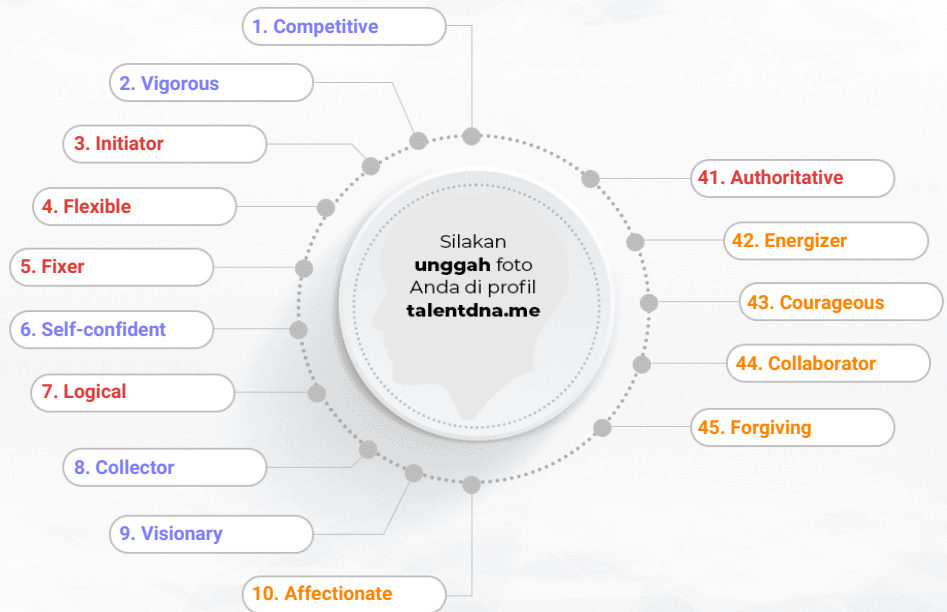 1. Competitive
2. Vigorous
3. Initiator
4. Flexible
5. Fixer
6. Self-confident
7. Logical
8. Collector
9. Visionary
10. Affectionate
Silakan
unggah foto
Anda di profil
talentdna.me
41. Authoritative
42. Energizer
43. Courageous
44. Collaborator
45. Forgiving